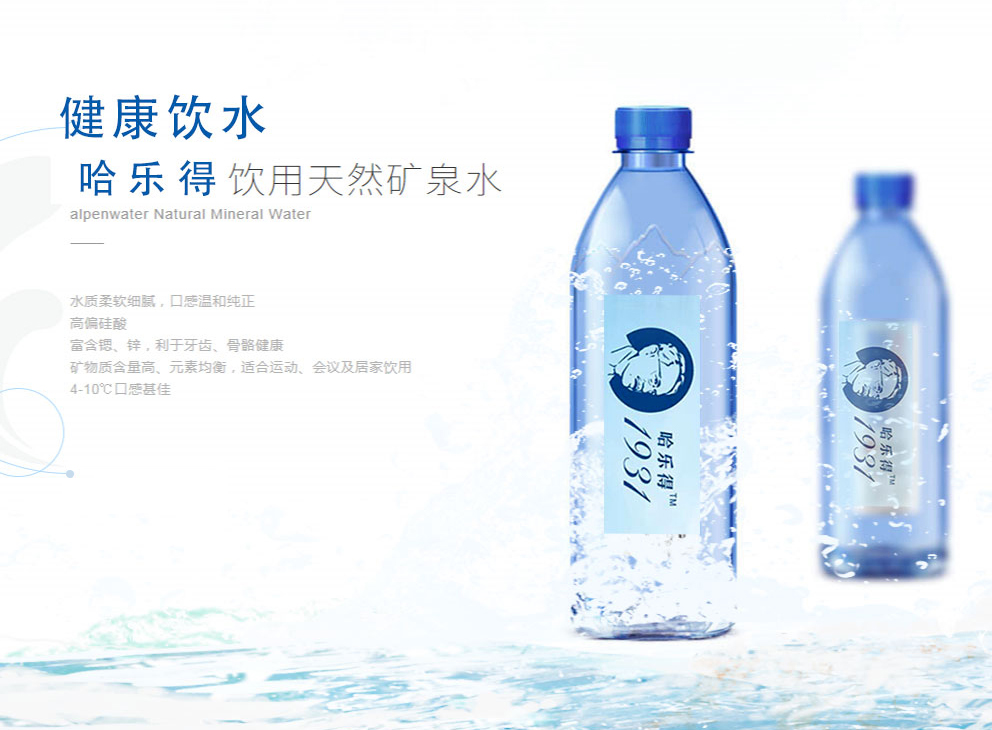 健康饮水
哈乐得饮用天然矿泉水
alpenwater Natural Mineral Water
水质柔软细腻，口感温和纯正
高偏硅酸
富含锶、锌，利于牙齿、骨骼健康
矿物质含量高、元素均衡，适合运动、会议及居家饮用
4-10℃口感甚佳
哈乐得™
1931
哈乐得™
1931